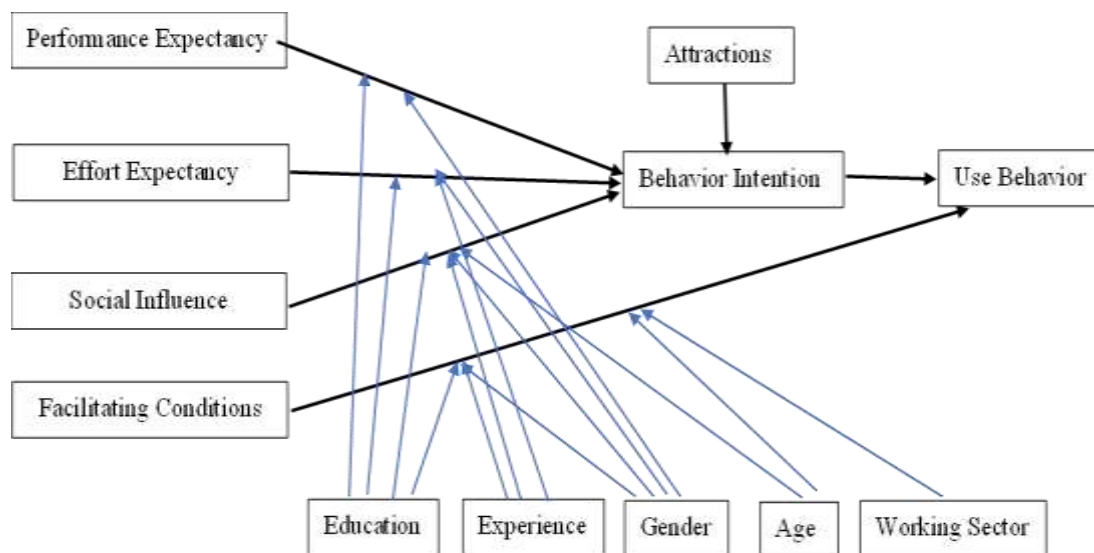 Performance Expectancy
Attractions
Effort Expectancy
Behavior Intention
Use Behavior
Social Influence
Facilitating Conditions
Education
Experience
Gender
Age
Working Sector